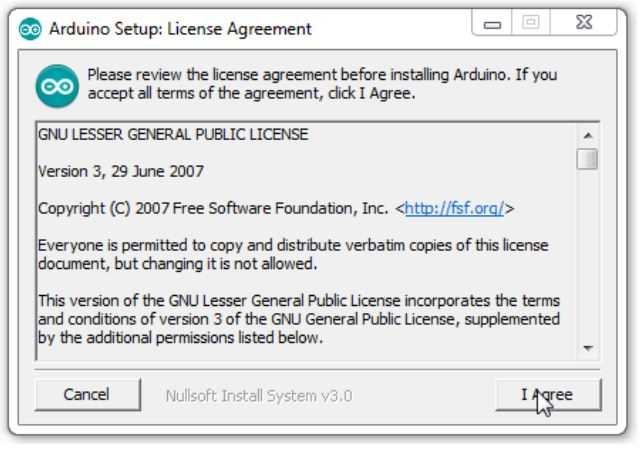 Arduino Setup: License Agreement
Please review the license agreement before installing Arduino. If you
accept all terms of the agreement, click I Agree.
GNU LESSER GENERAL PUBLIC LICENSE
Version 3, 29 June 2007
Copyright (C) 2007 Free Software Foundation, Inc. <http://fsf.org/>
Everyone is permitted to copy and distribute verbatim copies of this license
document, but changing it is not allowed.
This version of the GNU Lesser General Public License incorporates the terms
and conditions of version 3 of the GNU General Public License, supplemented
by the additional permissions listed below.
Cancel
Nullsoft Install System v3.0
I Agree